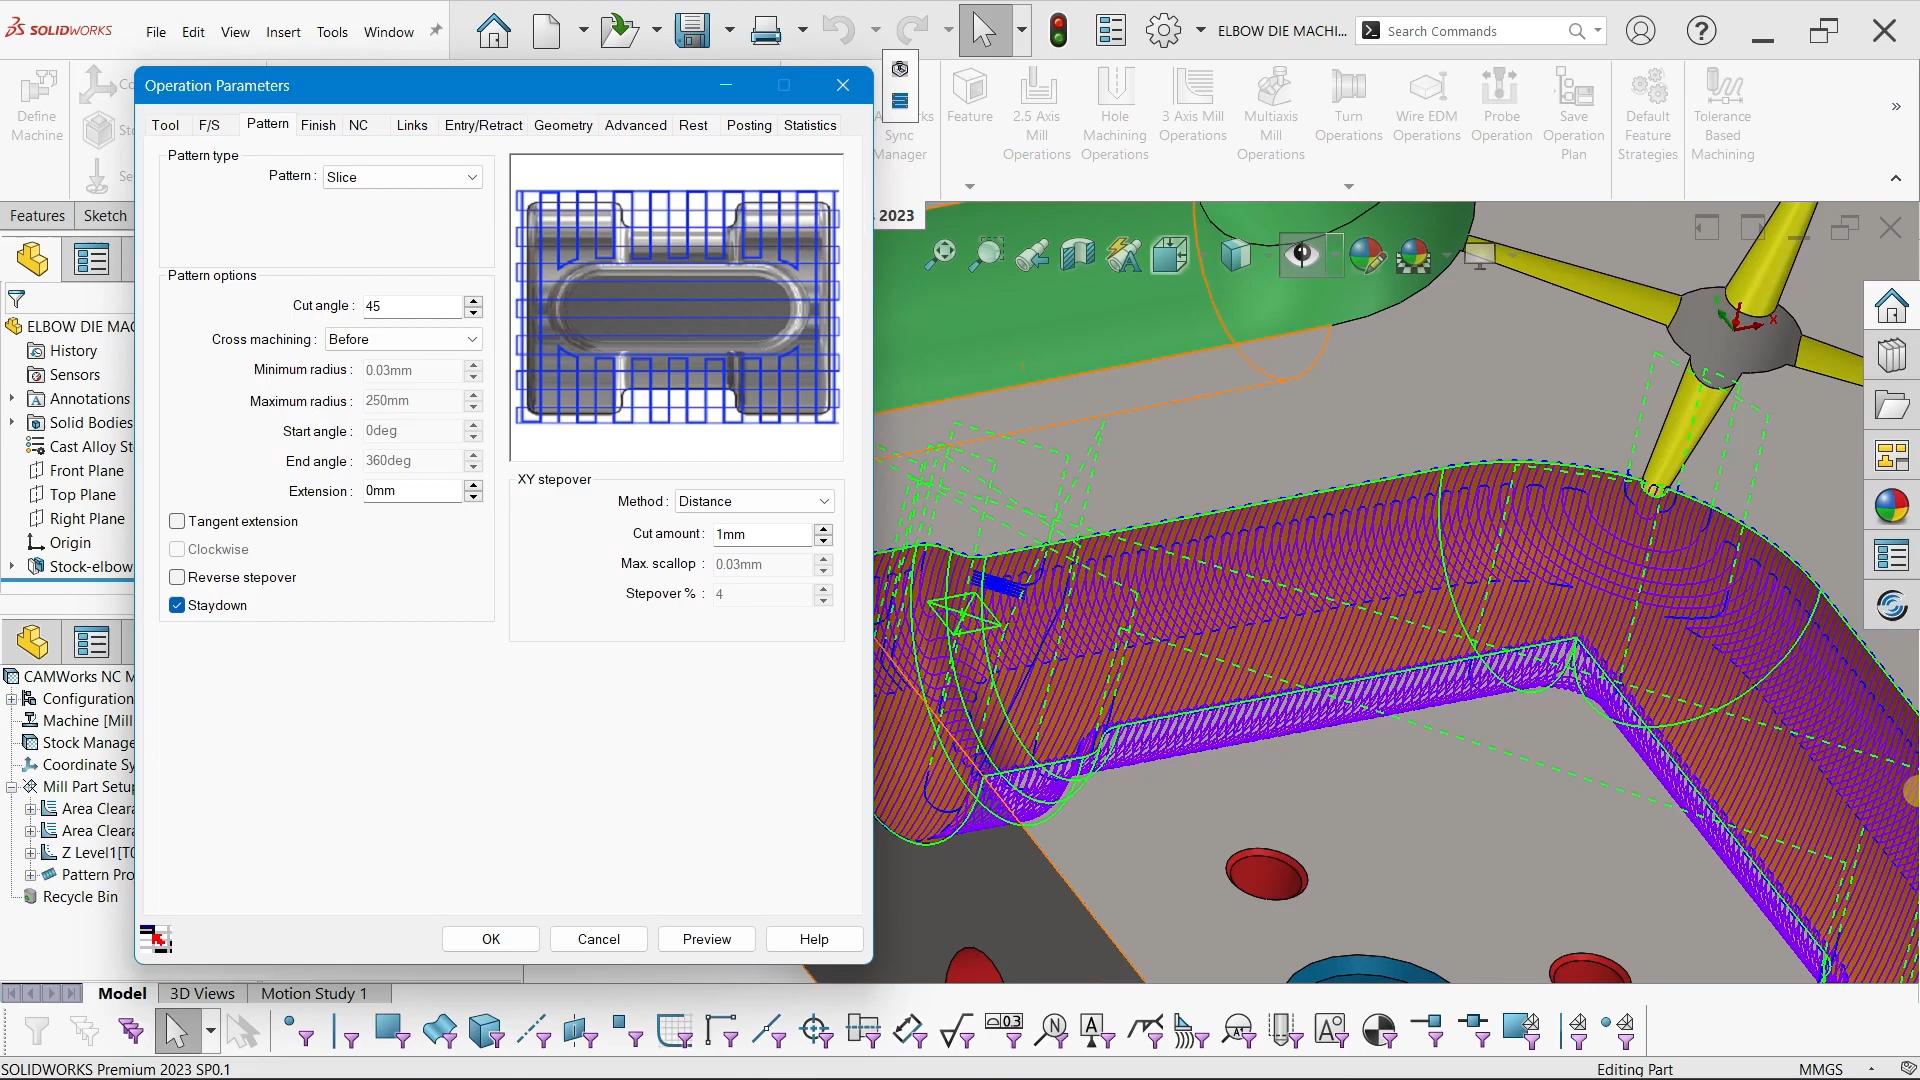 SOLIDWORKS
File Edit View Insert Tools Window
ELBOW DIE MACHI...
Search Commands
Define Machine
Sync Manager
Feature
2.5 Axis Mill Operations
Hole Machining Operations
3 Axis Mill Operations
Multiaxis Mill Operations
Turn Operations
Wire EDM Operations
Probe Operation
Save Operation Plan
Default Feature Strategies
Tolerance Based Machining
Features Sketch
2023
Operation Parameters
Tool F/S Pattern Finish NC Links Entry/Retract Geometry Advanced Rest Posting Statistics
Pattern type
Pattern : Slice
Pattern options
Cut angle : 45
Cross machining : Before
Minimum radius : 0.03mm
Maximum radius : 250mm
Start angle : 0deg
End angle : 360deg
Extension : 0mm
Tangent extension
Clockwise
Reverse stepover
Staydown
XY stepover
Method : Distance
Cut amount : 1mm
Max. scallop : 0.03mm
Stepover % : 4
OK Cancel Preview Help
ELBOW DIE MAC
History
Sensors
Annotations
Solid Bodies
Cast Alloy St
Front Plane
Top Plane
Right Plane
Origin
Stock-elbow
CAMWorks NC M
Configuration
Machine [Mill
Stock Manage
Coordinate Sy
Mill Part Setup
Area Clear
Area Clear
Z Level1[T0
Pattern Pro
Recycle Bin
X
Model 3D Views Motion Study 1
SOLIDWORKS Premium 2023 SP0.1
Editing Part
MMGS